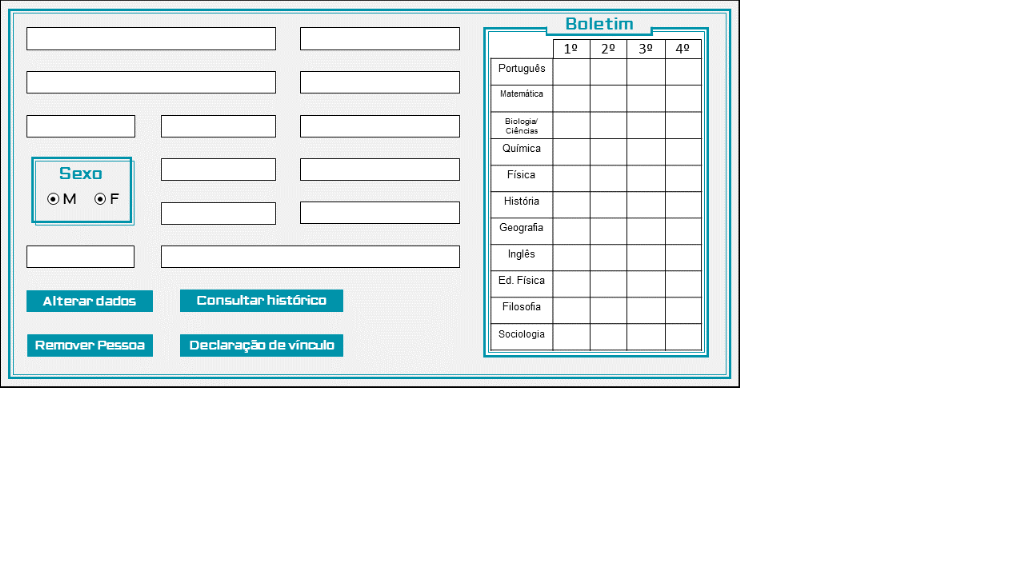 Boletim
1º 2º 3º 4º
Português
Matemática
Biologia/
Ciências
Química
Física
História
Geografia
Inglês
Ed. Física
Filosofia
Sociologia
Sexo
M F
Alterar dados
Consultar histórico
Remover Pessoa
Declaração de vínculo